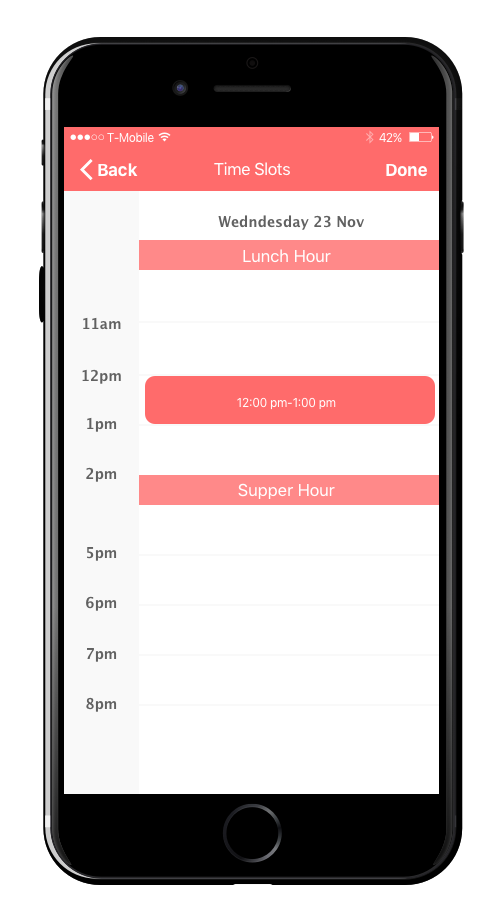 T-Mobile 42%
Back Time Slots Done
Wedndesday 23 Nov
Lunch Hour
11am
12pm
12:00 pm-1:00 pm
1pm
2pm
Supper Hour
5pm
6pm
7pm
8pm